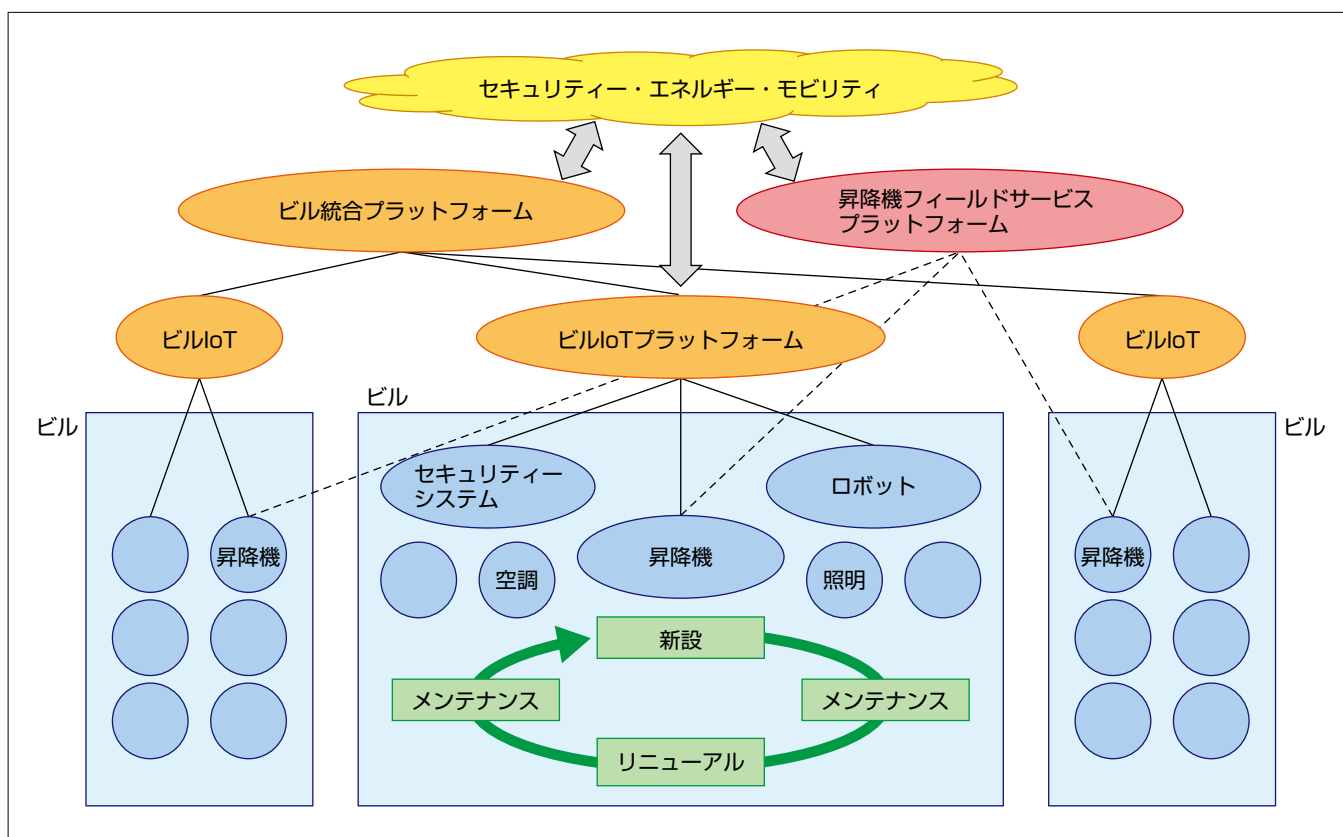 セキュリティー・エネルギー・モビリティ
ビル統合プラットフォーム
昇降機フィールドサービス
プラットフォーム
ビルIoT
ビルIoTプラットフォーム
ビルIoT
ビル
ビル
ビル
セキュリティー
システム
ロボット
昇降機
空調
昇降機
照明
昇降機
新設
メンテナンス
メンテナンス
リニューアル